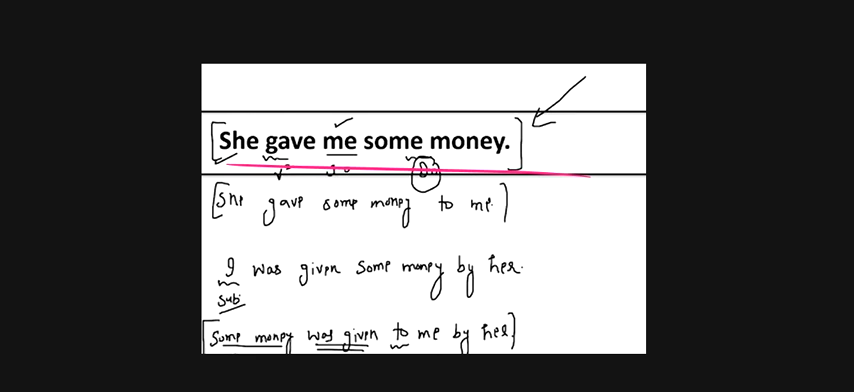 [She gave me some money.]
[She gave some money to me.]
I was given some money by her.
sub
[Some money was given to me by her]